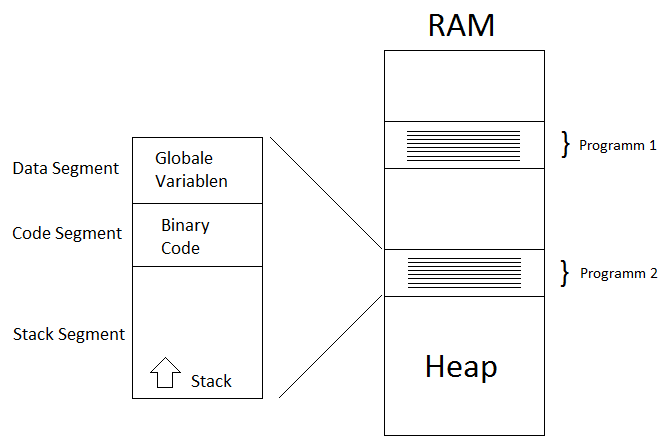 RAM
Data Segment
Globale
Variablen
Code Segment
Binary
Code
Stack Segment
Stack
} Programm 1
} Programm 2
Heap